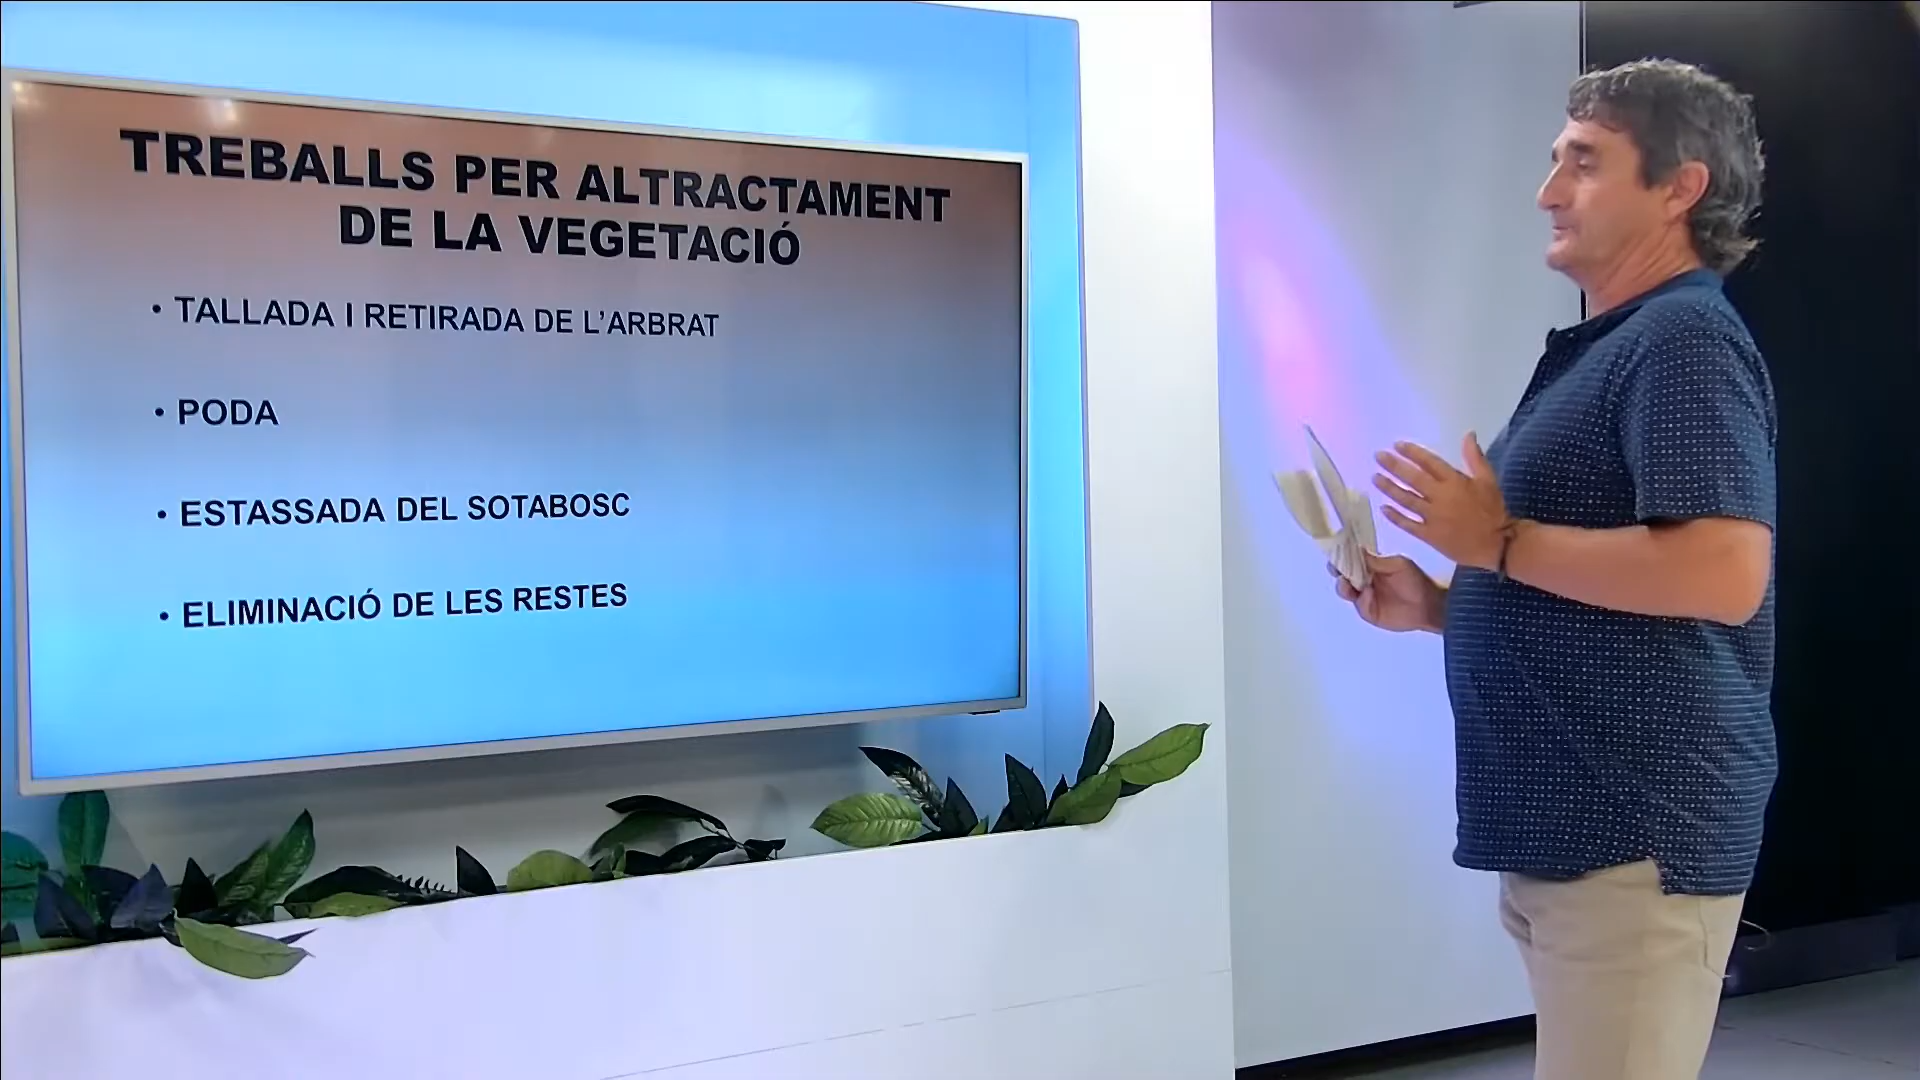 TREBALLS PER ALTRACTAMENT
DE LA VEGETACIÓ
• TALLADA I RETIRADA DE L'ARBRAT
• PODA
• ESTASSADA DEL SOTABOSC
• ELIMINACIÓ DE LES RESTES